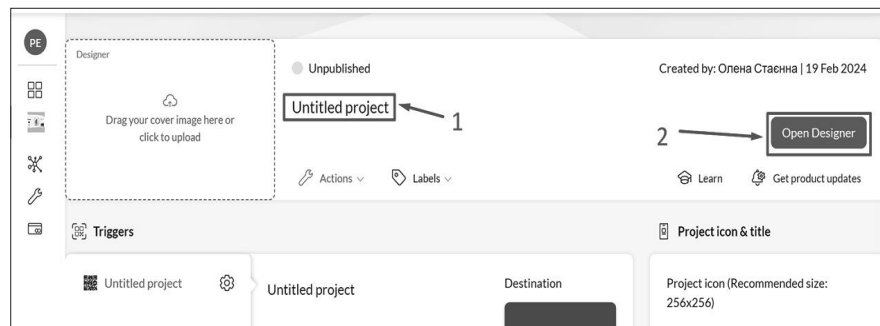 PE
Designer
Drag your cover image here or
click to upload
Unpublished
Created by: Олена Стаєнна | 19 Feb 2024
Untitled project
1
2
Open Designer
Actions
Labels
Learn
Get product updates
Triggers
Project icon & title
Untitled project
Untitled project
Destination
Project icon (Recommended size:
256x256)